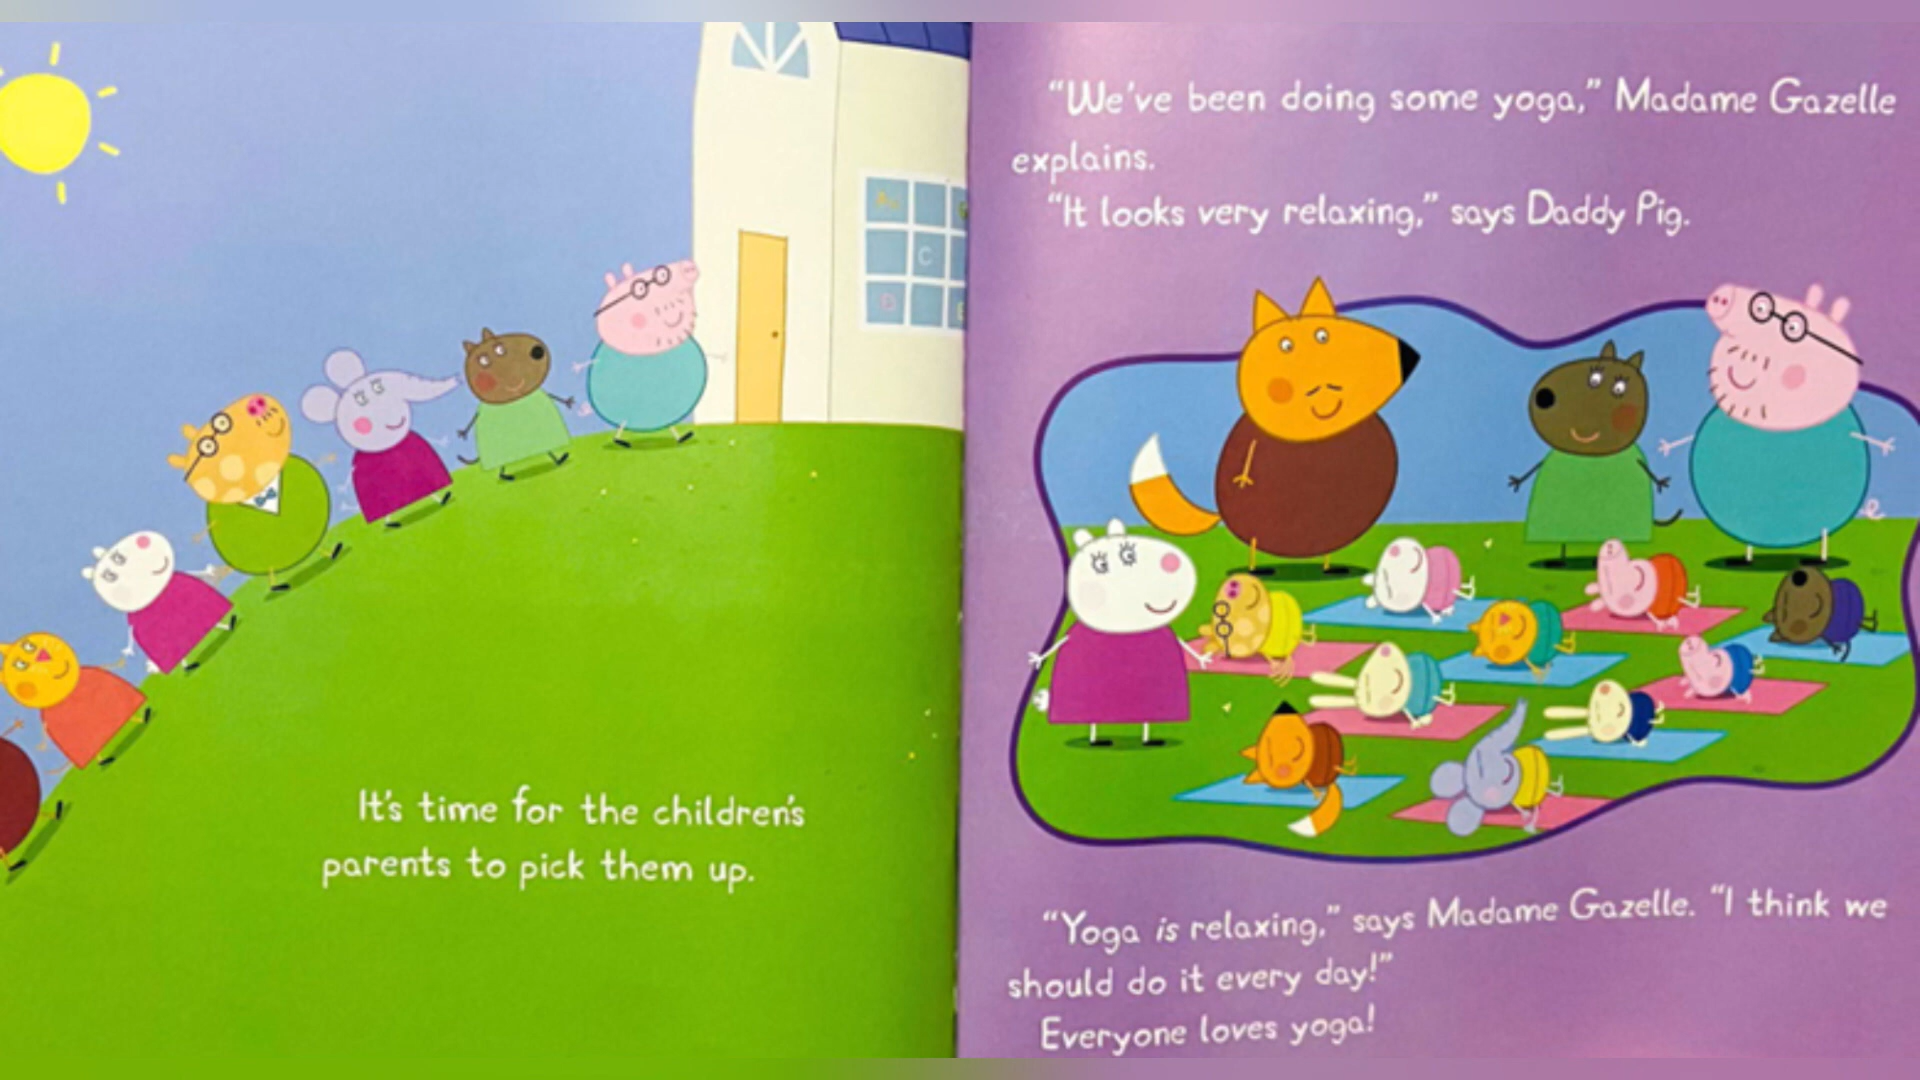 It's time for the children's
parents to pick them up.
“We've been doing some yoga,” Madame Gazelle
explains.
“It looks very relaxing,” says Daddy Pig.
“Yoga is relaxing,” says Madame Gazelle. “I think we
should do it every day!”
Everyone loves yoga!